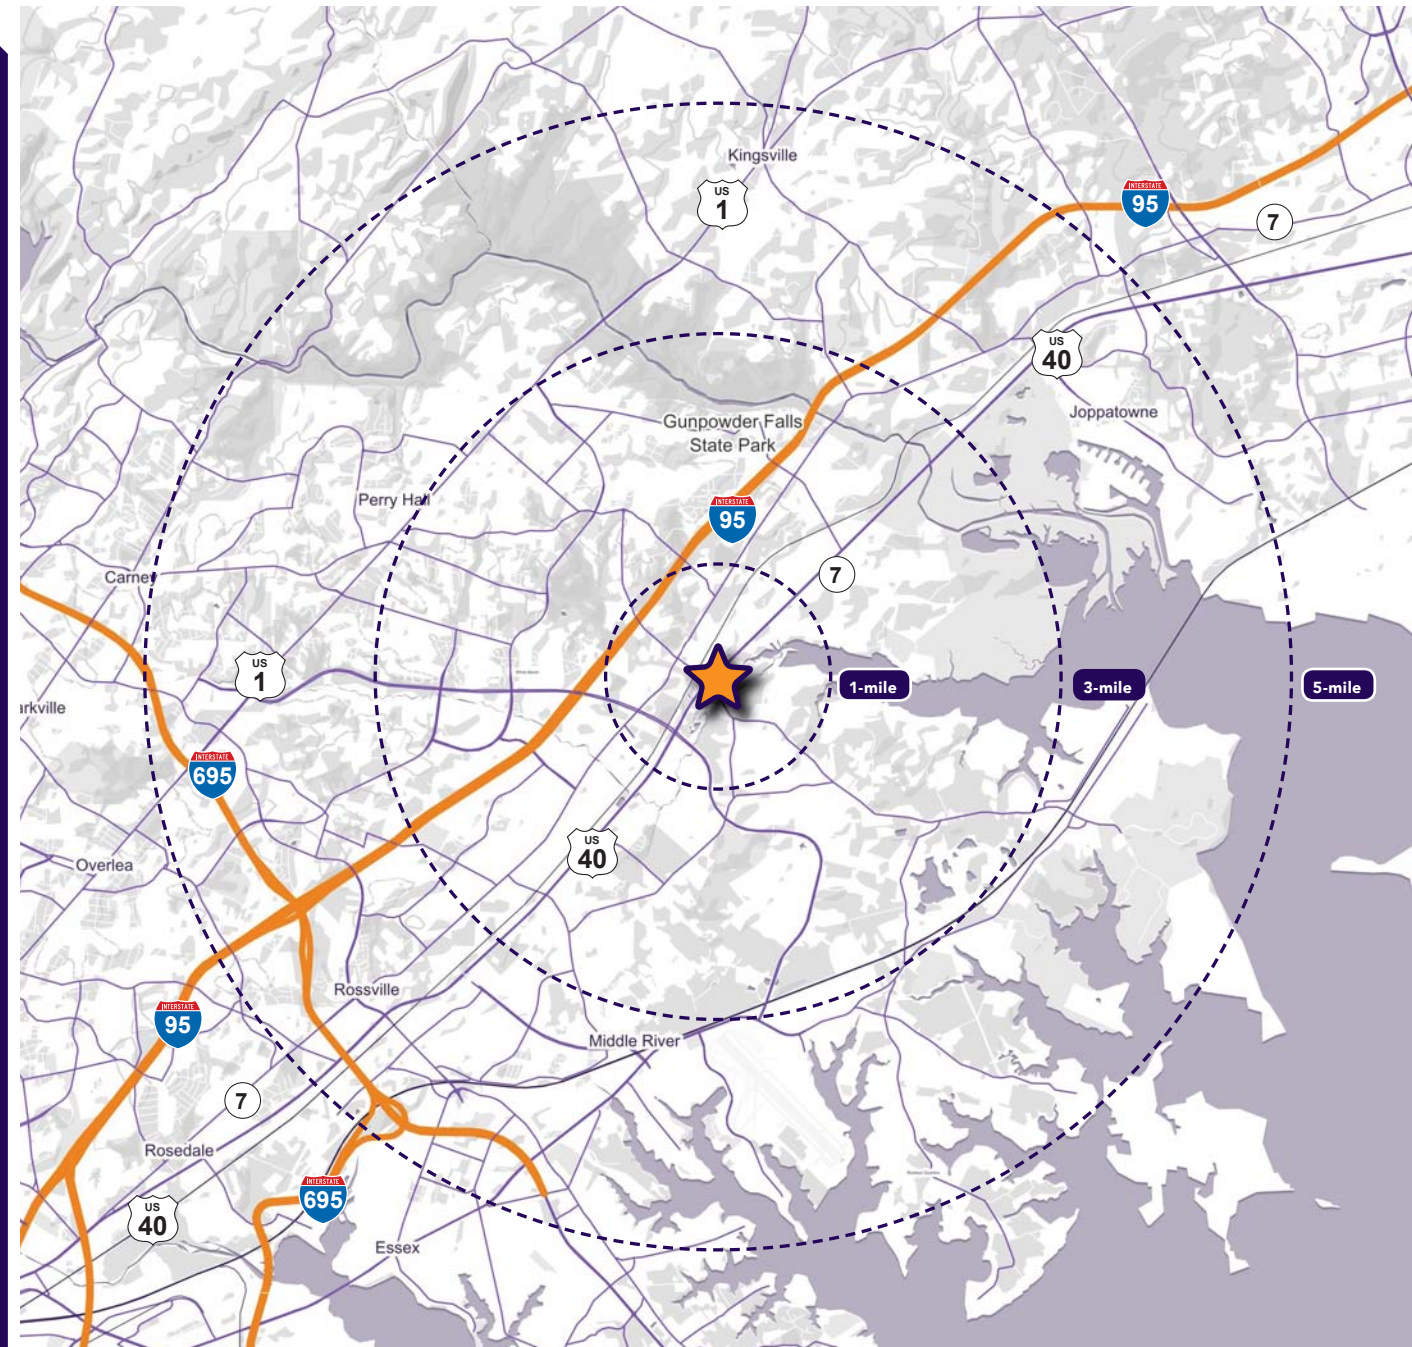 Kingsville
US
1
INTERSTATE
95
7
US
40
Joppatowne
Gunpowder Falls
State Park
Perry Hall
INTERSTATE
95
7
Carney
US
1
1-mile
3-mile
5-mile
arkville
INTERSTATE
695
US
40
Overlea
Rossville
INTERSTATE
95
Middle River
7
Rosedale
INTERSTATE
695
US
40
Essex